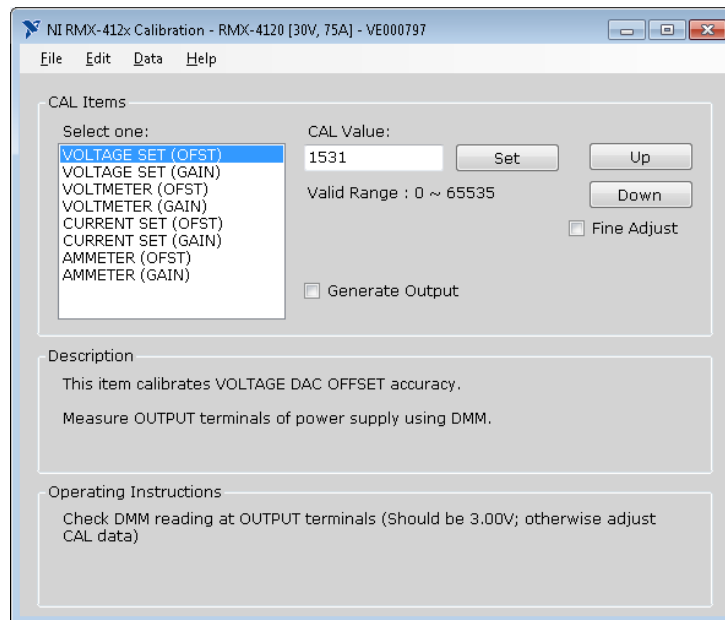 NI RMX-412x Calibration - RMX-4120 [30V, 75A] - VE000797
File Edit Data Help
CAL Items
Select one:
VOLTAGE SET (OFST)
VOLTAGE SET (GAIN)
VOLTMETER (OFST)
VOLTMETER (GAIN)
CURRENT SET (OFST)
CURRENT SET (GAIN)
AMMETER (OFST)
AMMETER (GAIN)
CAL Value:
1531
Set
Up
Valid Range : 0 ~ 65535
Down
Fine Adjust
Generate Output
Description
This item calibrates VOLTAGE DAC OFFSET accuracy.
Measure OUTPUT terminals of power supply using DMM.
Operating Instructions
Check DMM reading at OUTPUT terminals (Should be 3.00V; otherwise adjust
CAL data)